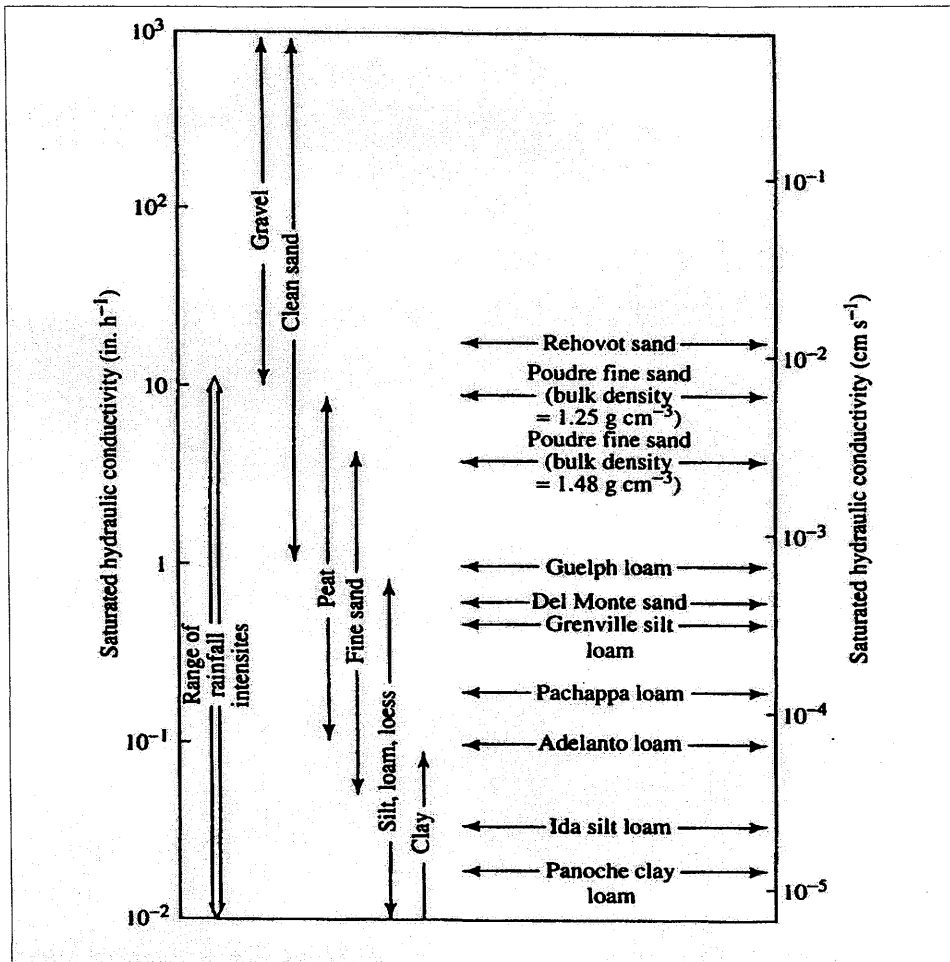 Saturated hydraulic conductivity (in. h⁻¹)
10³
10²
10
1
10⁻¹
10⁻²
Range of
rainfall
intensites
Gravel
Clean sand
Peat
Fine sand
Silt, loam, loess
Clay
Rehovot sand
Poudre fine sand
(bulk density
= 1.25 g cm⁻³)
Poudre fine sand
(bulk density
= 1.48 g cm⁻³)
Guelph loam
Del Monte sand
Grenville silt
loam
Pachappa loam
Adelanto loam
Ida silt loam
Panoche clay
loam
10⁻¹
10⁻²
10⁻³
10⁻⁴
10⁻⁵
Saturated hydraulic conductivity (cm s⁻¹)